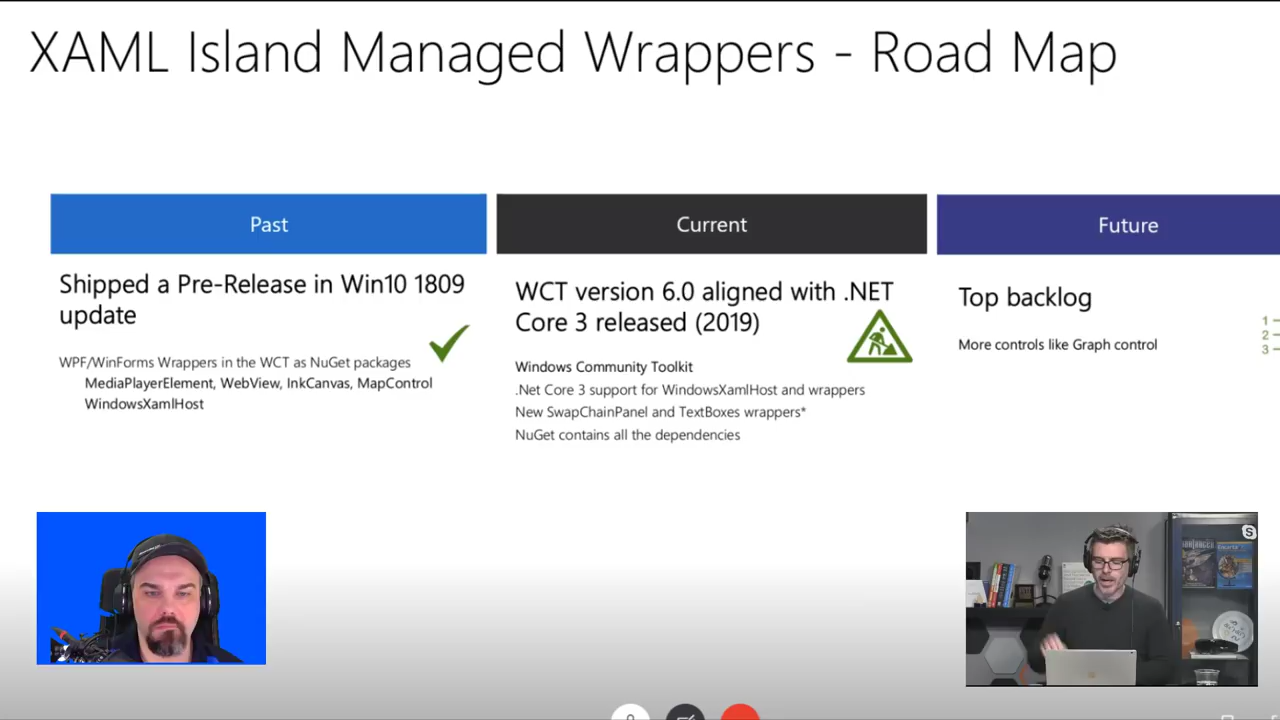 XAML Island Managed Wrappers - Road Map
Past
Shipped a Pre-Release in Win10 1809
update
WPF/WinForms Wrappers in the WCT as NuGet packages
MediaPlayerElement, WebView, InkCanvas, MapControl
WindowsXamlHost
Current
WCT version 6.0 aligned with .NET
Core 3 released (2019)
Windows Community Toolkit
.Net Core 3 support for WindowsXamlHost and wrappers
New SwapChainPanel and TextBoxes wrappers*
NuGet contains all the dependencies
Future
Top backlog
More controls like Graph control
1
2
3
S